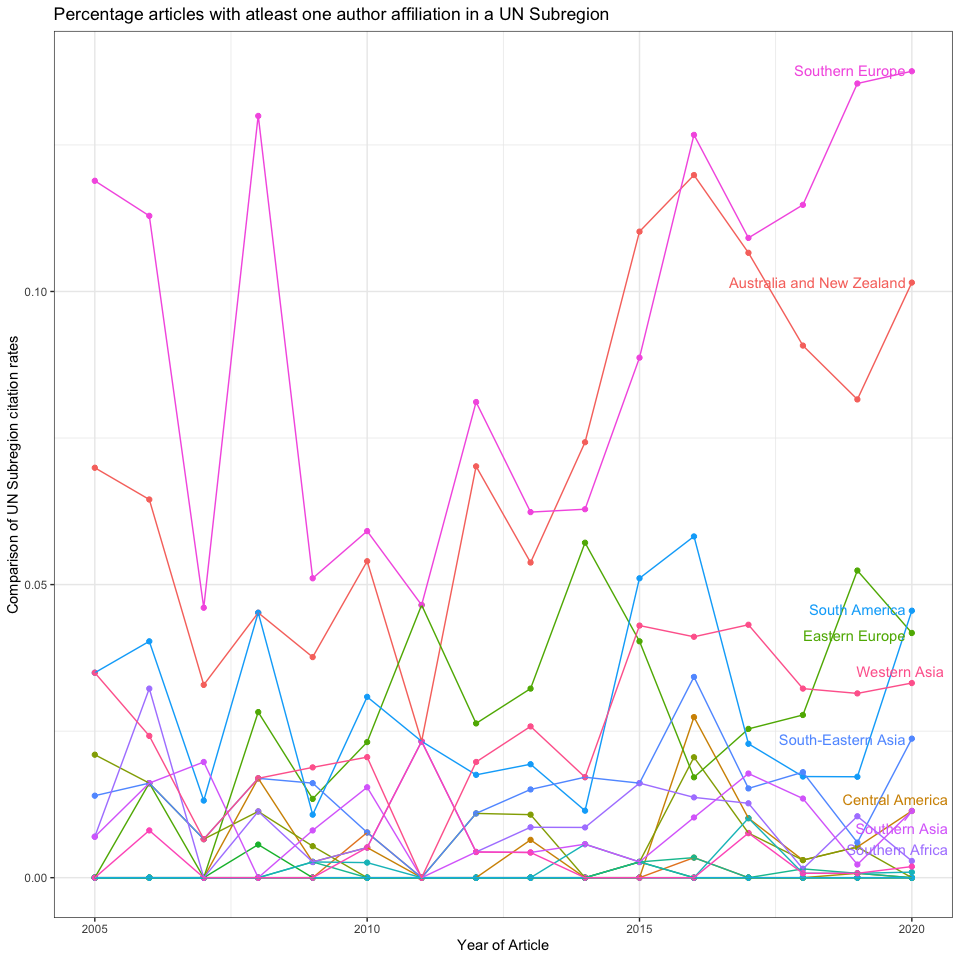 Percentage articles with atleast one author affiliation in a UN Subregion
Southern Europe
Australia and New Zealand
South America
Eastern Europe
Western Asia
South-Eastern Asia
Central America
Southern Asia
Southern Africa
0.10
0.05
0.00
Comparison of UN Subregion citation rates
2005
2010
2015
2020
Year of Article